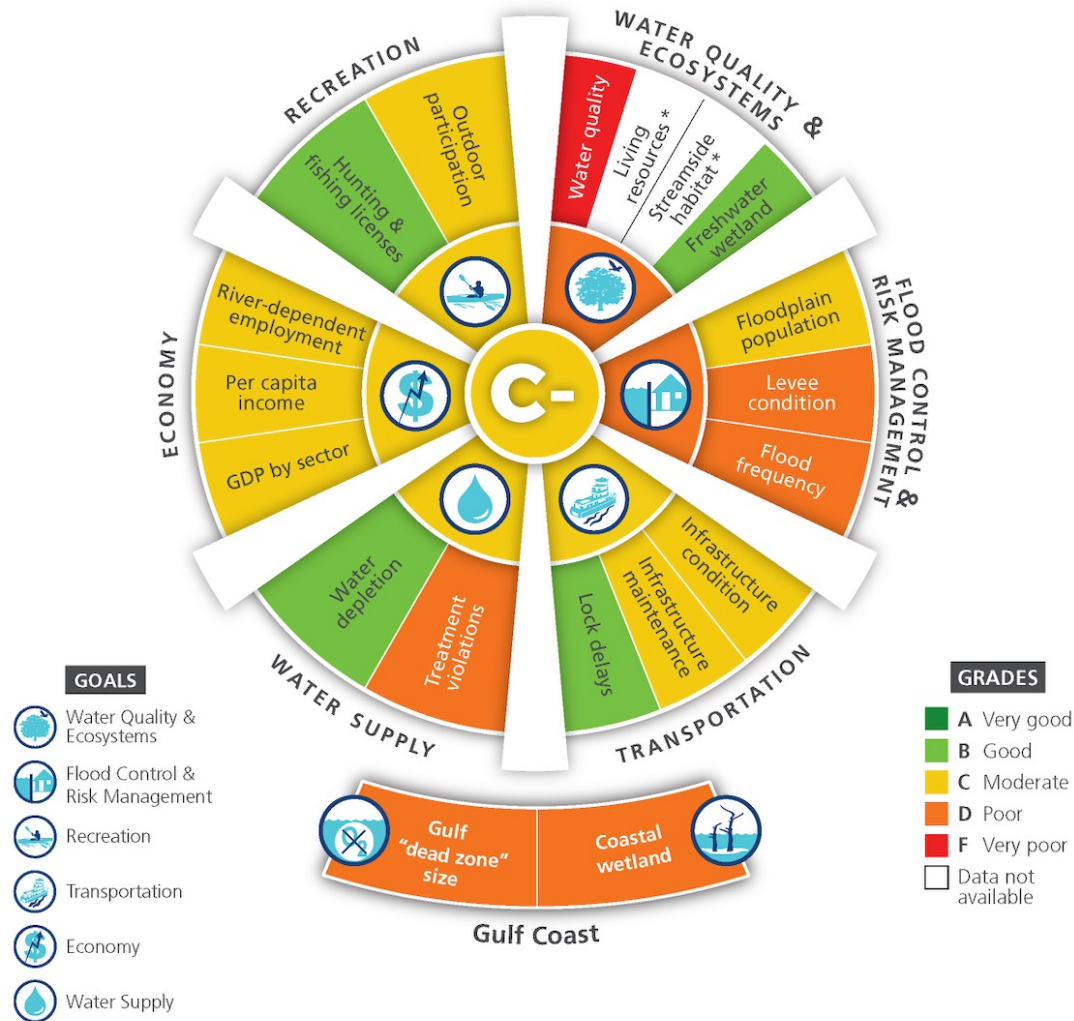 RECREATION
WATER QUALITY &
ECOSYSTEMS &
Outdoor
participation
Hunting &
fishing licenses
Water quality
Living
resources *
Streamside
habitat *
Freshwater
wetland
FLOOD CONTROL &
RISK MANAGEMENT
Floodplain
population
Levee
condition
Flood
frequency
ECONOMY
River-dependent
employment
Per capita
income
GDP by sector
C-
WATER SUPPLY
Water
depletion
Treatment
violations
TRANSPORTATION
Lock delays
Infrastructure
maintenance
Infrastructure
condition
GOALS
Water Quality &
Ecosystems
Flood Control &
Risk Management
Recreation
Transportation
Economy
Water Supply
Gulf
"dead zone"
size
Coastal
wetland
Gulf Coast
GRADES
A Very good
B Good
C Moderate
D Poor
F Very poor
Data not
available